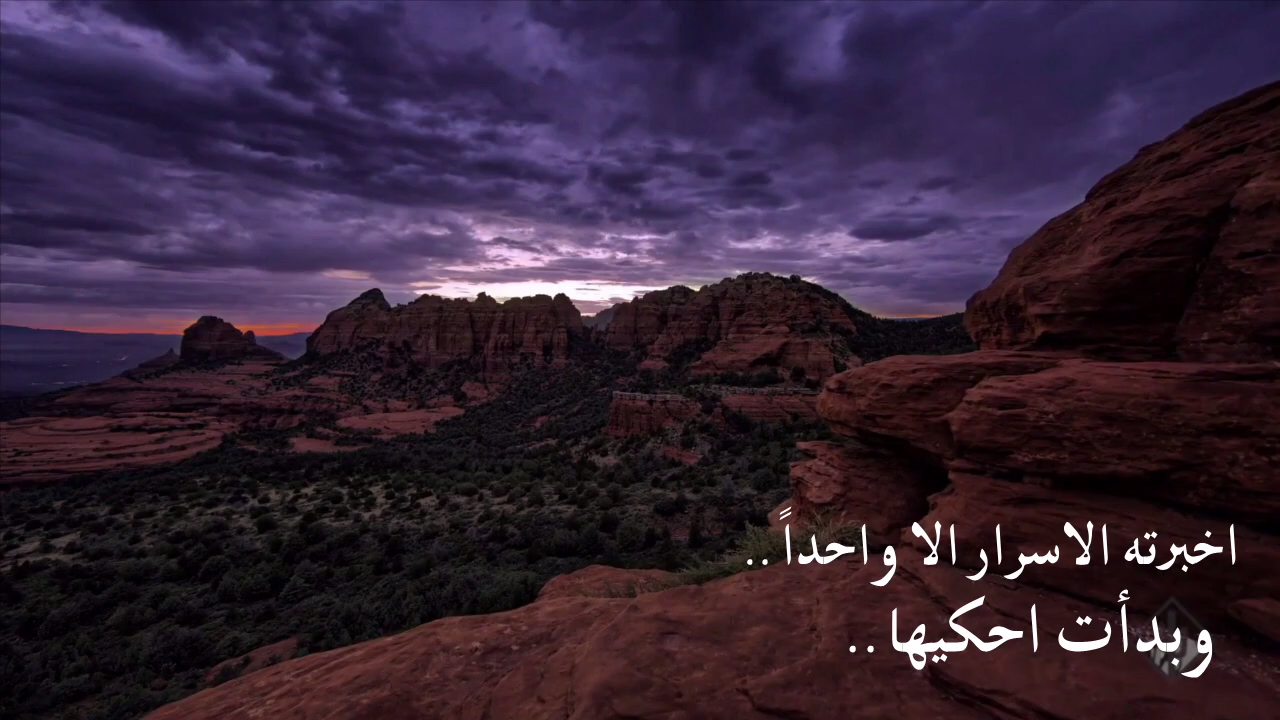 اخبرته الاسرار الا واحداً ..
وبدأت احكيها ..